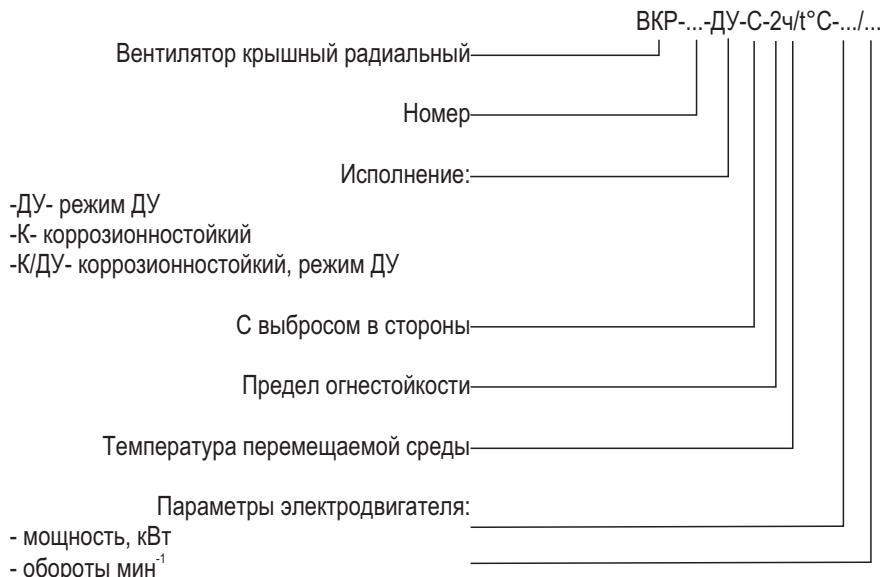 ВКР-...-ДУ-С-2ч/t°С-.../...
Вентилятор крышный радиальный
Номер
Исполнение:
-ДУ- режим ДУ
-К- коррозионностойкий
-К/ДУ- коррозионностойкий, режим ДУ
С выбросом в стороны
Предел огнестойкости
Температура перемещаемой среды
Параметры электродвигателя:
- мощность, кВт
- обороты мин⁻¹